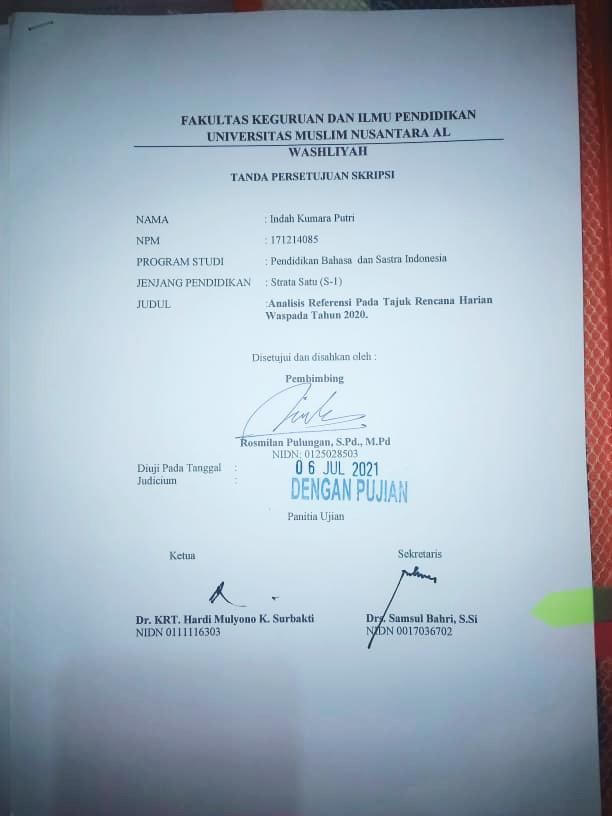 FAKULTAS KEGURUAN DAN ILMU PENDIDIKAN
UNIVERSITAS MUSLIM NUSANTARA AL
WASHLIYAH
TANDA PERSETUJUAN SKRIPSI
NAMA : Indah Kumara Putri
NPM : 171214085
PROGRAM STUDI : Pendidikan Bahasa dan Sastra Indonesia
JENJANG PENDIDIKAN : Strata Satu (S-1)
JUDUL :Analisis Referensi Pada Tajuk Rencana Harian
Waspada Tahun 2020.
Disetujui dan disahkan oleh :
Pembimbing
Rosmilan Pulungan, S.Pd., M.Pd
NIDN: 0125028503
Diuji Pada Tanggal : 06 JUL 2021
Judicium : DENGAN PUJIAN
Panitia Ujian
Ketua Sekretaris
Dr. KRT. Hardi Mulyono K. Surbakti Drs. Samsul Bahri, S.Si
NIDN 0111116303 NIDN 0017036702